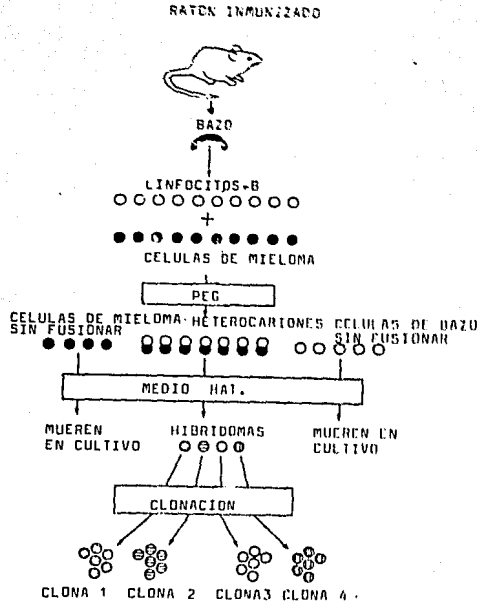 RATON INMUNIZADO
BAZO
LINFOCITOS-B
+
CELULAS DE MIELOMA
PEG
CELULAS DE MIELOMA
SIN FUSIONAR
HETEROCARIONES
CELULAS DE BAZO
SIN FUSIONAR
MEDIO HAT.
MUEREN
EN CULTIVO
HIBRIDOMAS
MUEREN EN
CULTIVO
CLONACION
CLONA 1 CLONA 2 CLONA3 CLONA 4.